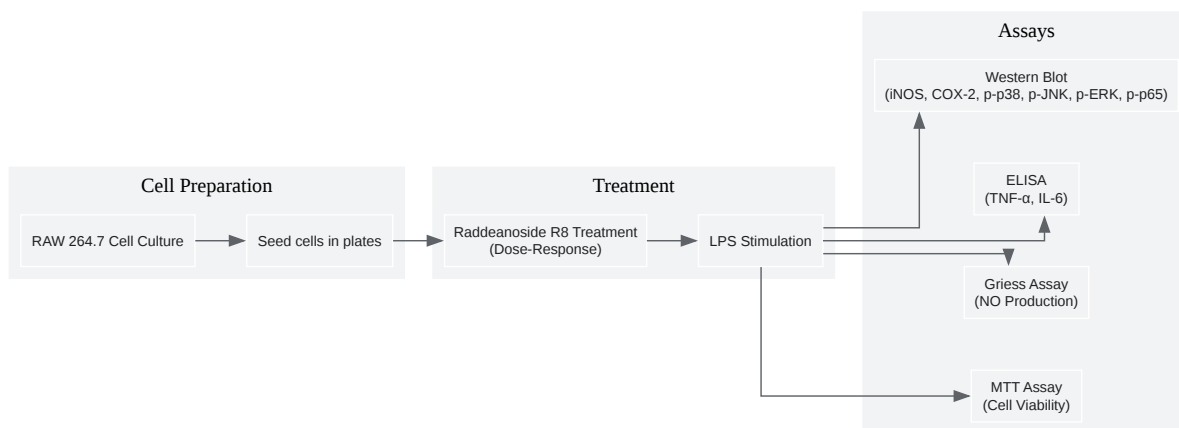 Cell Preparation
RAW 264.7 Cell Culture
Seed cells in plates
Treatment
Raddeanoside R8 Treatment
(Dose-Response)
LPS Stimulation
Assays
Western Blot
(iNOS, COX-2, p-p38, p-JNK, p-ERK, p-p65)
ELISA
(TNF-α, IL-6)
Griess Assay
(NO Production)
MTT Assay
(Cell Viability)